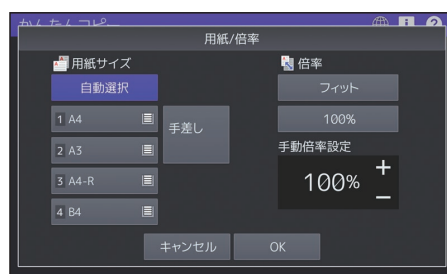 かんたんコピー
用紙/倍率
用紙サイズ
自動選択
1 A4
2 A3
3 A4-R
4 B4
手差し
倍率
フィット
100%
手動倍率設定
100%
+
−
キャンセル
OK